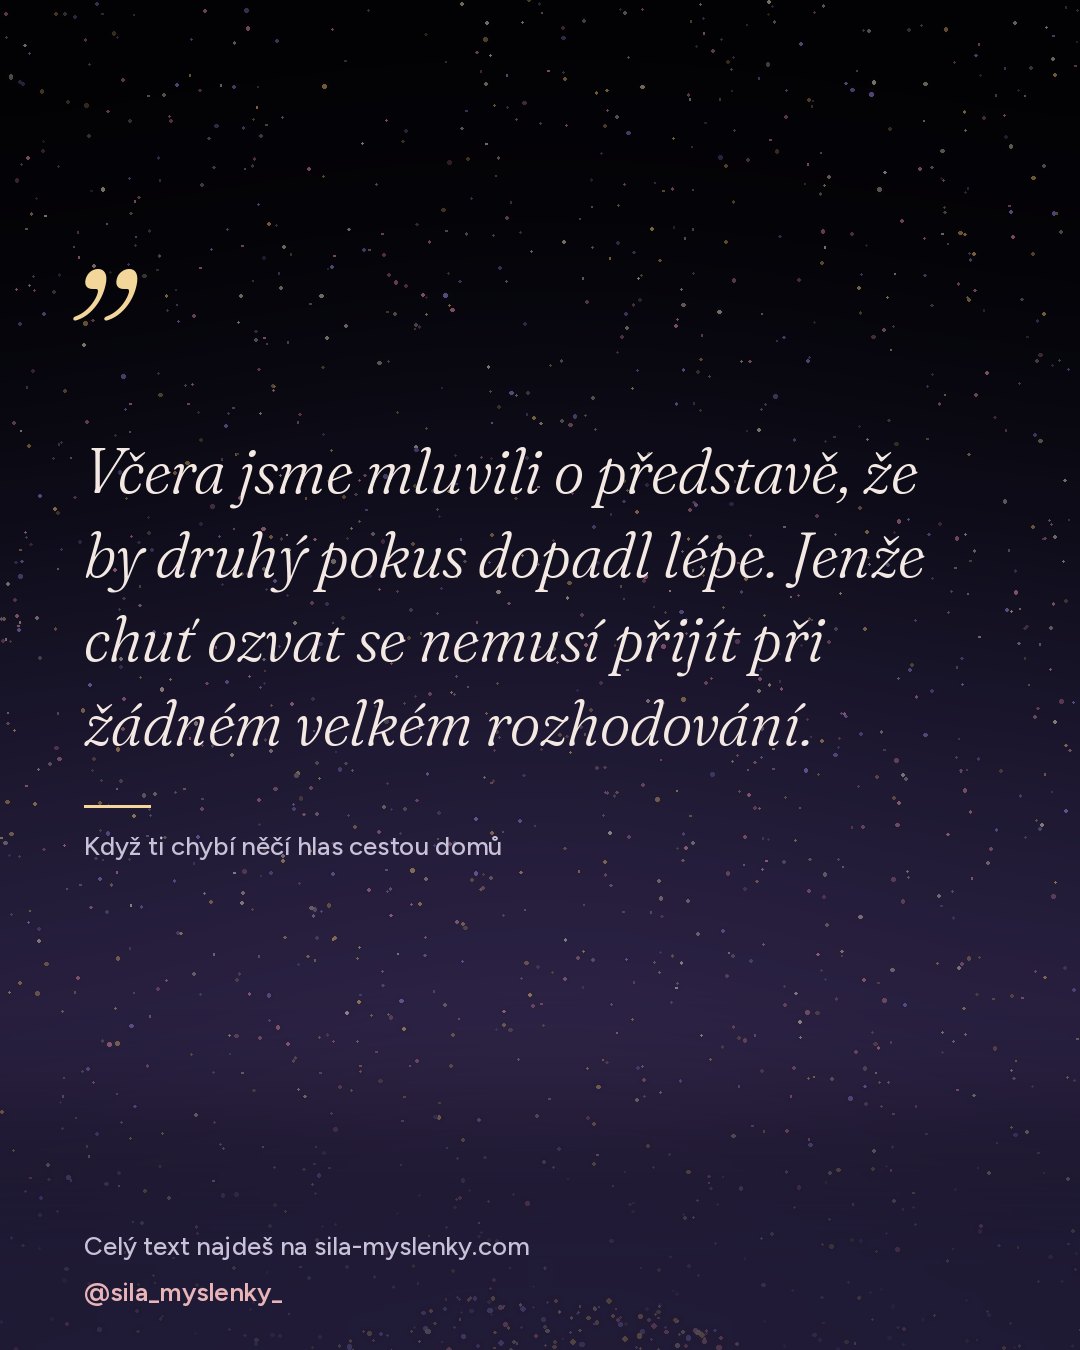 ”
Včera jsme mluvili o představě, že
by druhý pokus dopadl lépe. Jenže
chuť ozvat se nemusí přijít při
žádném velkém rozhodování.
Když ti chybí něčí hlas cestou domů
Celý text najdeš na sila-myslenky.com
@sila_myslenky_